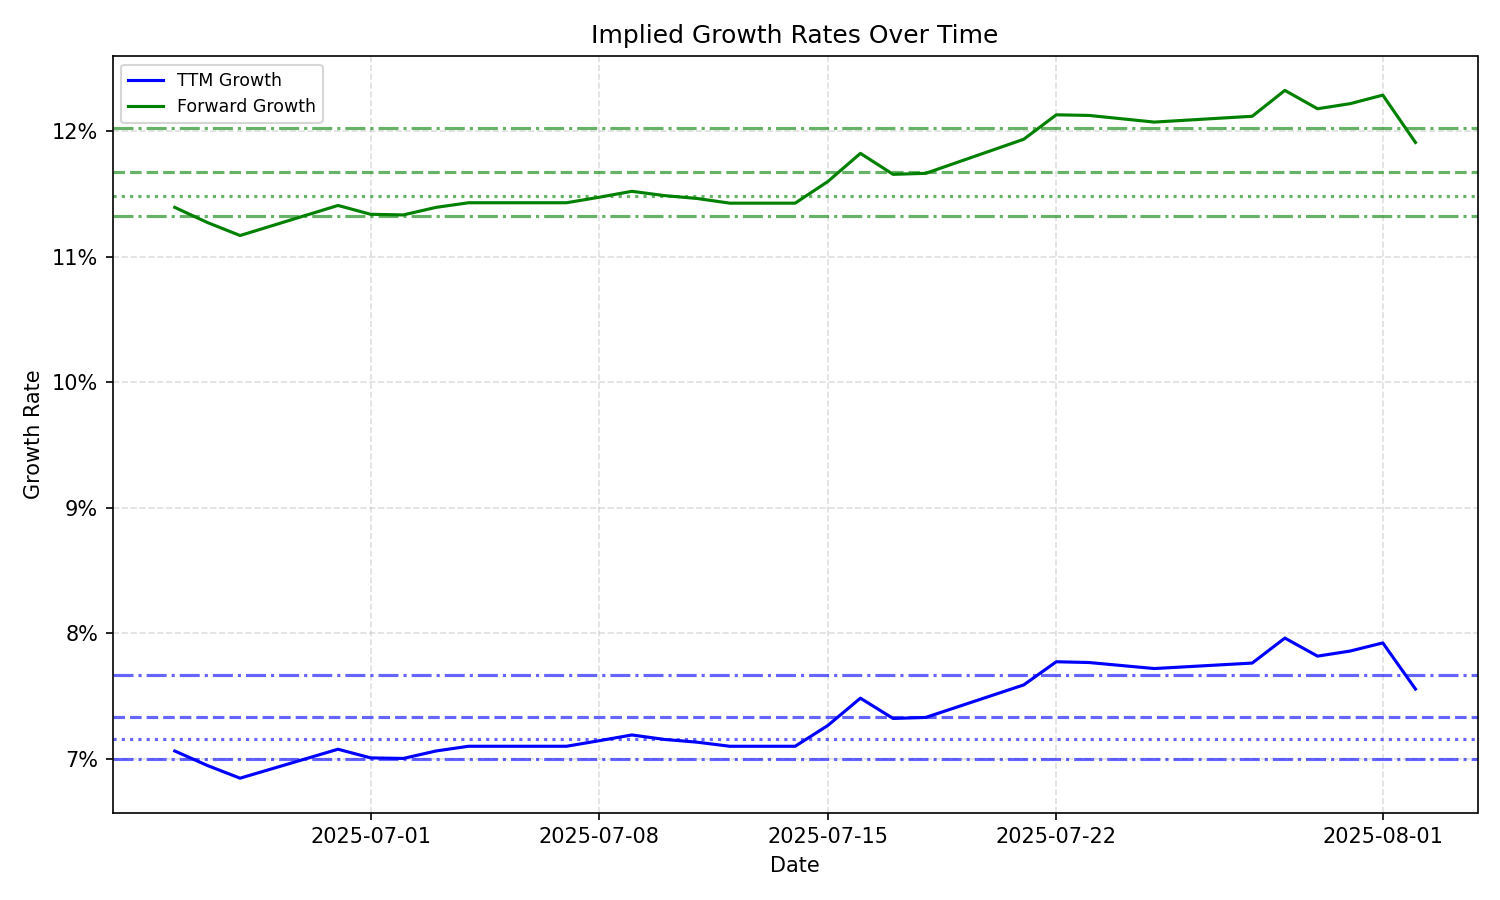 Implied Growth Rates Over Time
TTM Growth
Forward Growth
12%
11%
10%
9%
8%
7%
Growth Rate
2025-07-01
2025-07-08
2025-07-15
2025-07-22
2025-08-01
Date